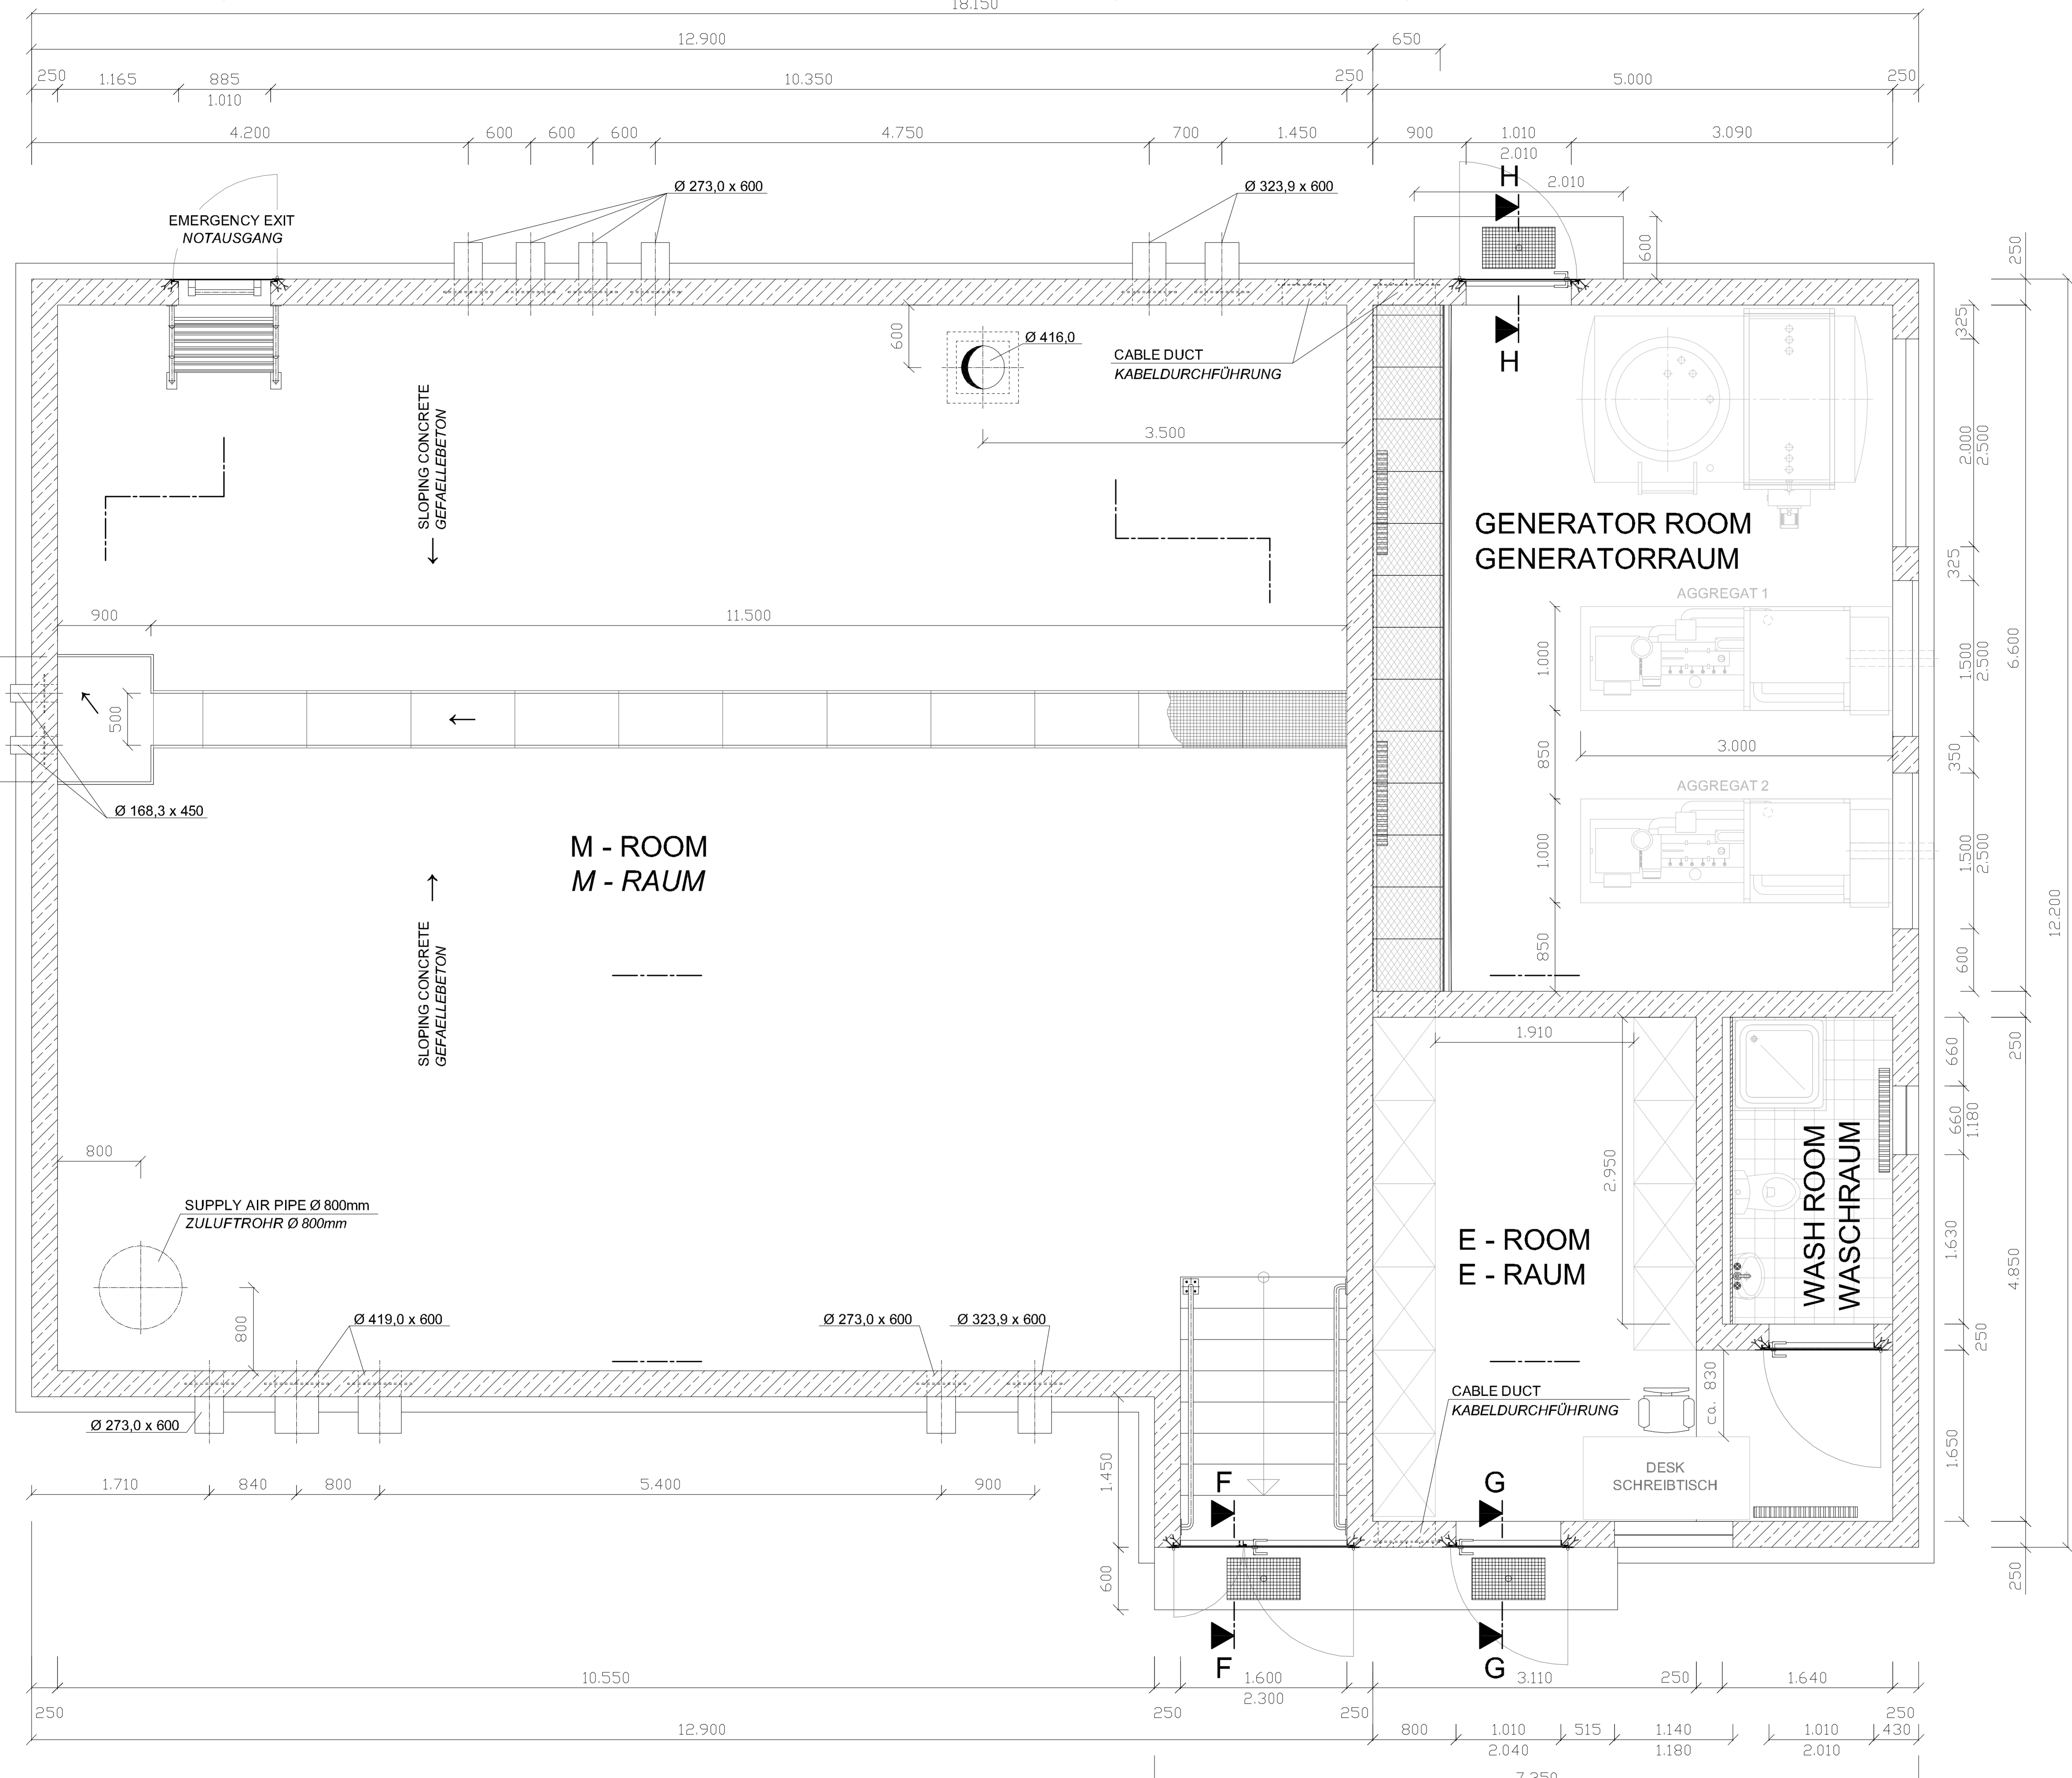 18.150
12.900
650
250
1.165
885
1.010
10.350
250
5.000
250
4.200
600
600
600
4.750
700
1.450
900
1.010
2.010
3.090
EMERGENCY EXIT
NOTAUSGANG
Ø 273,0 x 600
Ø 323,9 x 600
H
2.010
600
250
600
Ø 416,0
CABLE DUCT
KABELDURCHFÜHRUNG
H
325
SLOPING CONCRETE
GEFAELLEBETON
3.500
2.000
2.500
GENERATOR ROOM
GENERATORRAUM
325
AGGREGAT 1
900
11.500
1.000
1.500
2.500
6.600
500
850
3.000
350
AGGREGAT 2
Ø 168,3 x 450
M - ROOM
M - RAUM
1.000
1.500
2.500
12.200
SLOPING CONCRETE
GEFAELLEBETON
850
600
1.910
660
250
660
1.180
800
2.950
WASH ROOM
WASCHRAUM
SUPPLY AIR PIPE Ø 800mm
ZULUFTROHR Ø 800mm
E - ROOM
E - RAUM
1.630
4.850
800
Ø 419,0 x 600
Ø 273,0 x 600
Ø 323,9 x 600
250
ca. 830
CABLE DUCT
KABELDURCHFÜHRUNG
Ø 273,0 x 600
1.650
DESK
SCHREIBTISCH
1.710
840
800
5.400
900
1.450
F
G
600
250
F
G
10.550
1.600
2.300
3.110
250
1.640
250
250
250
250
12.900
800
1.010
2.040
515
1.140
1.180
1.010
2.010
430
7.350